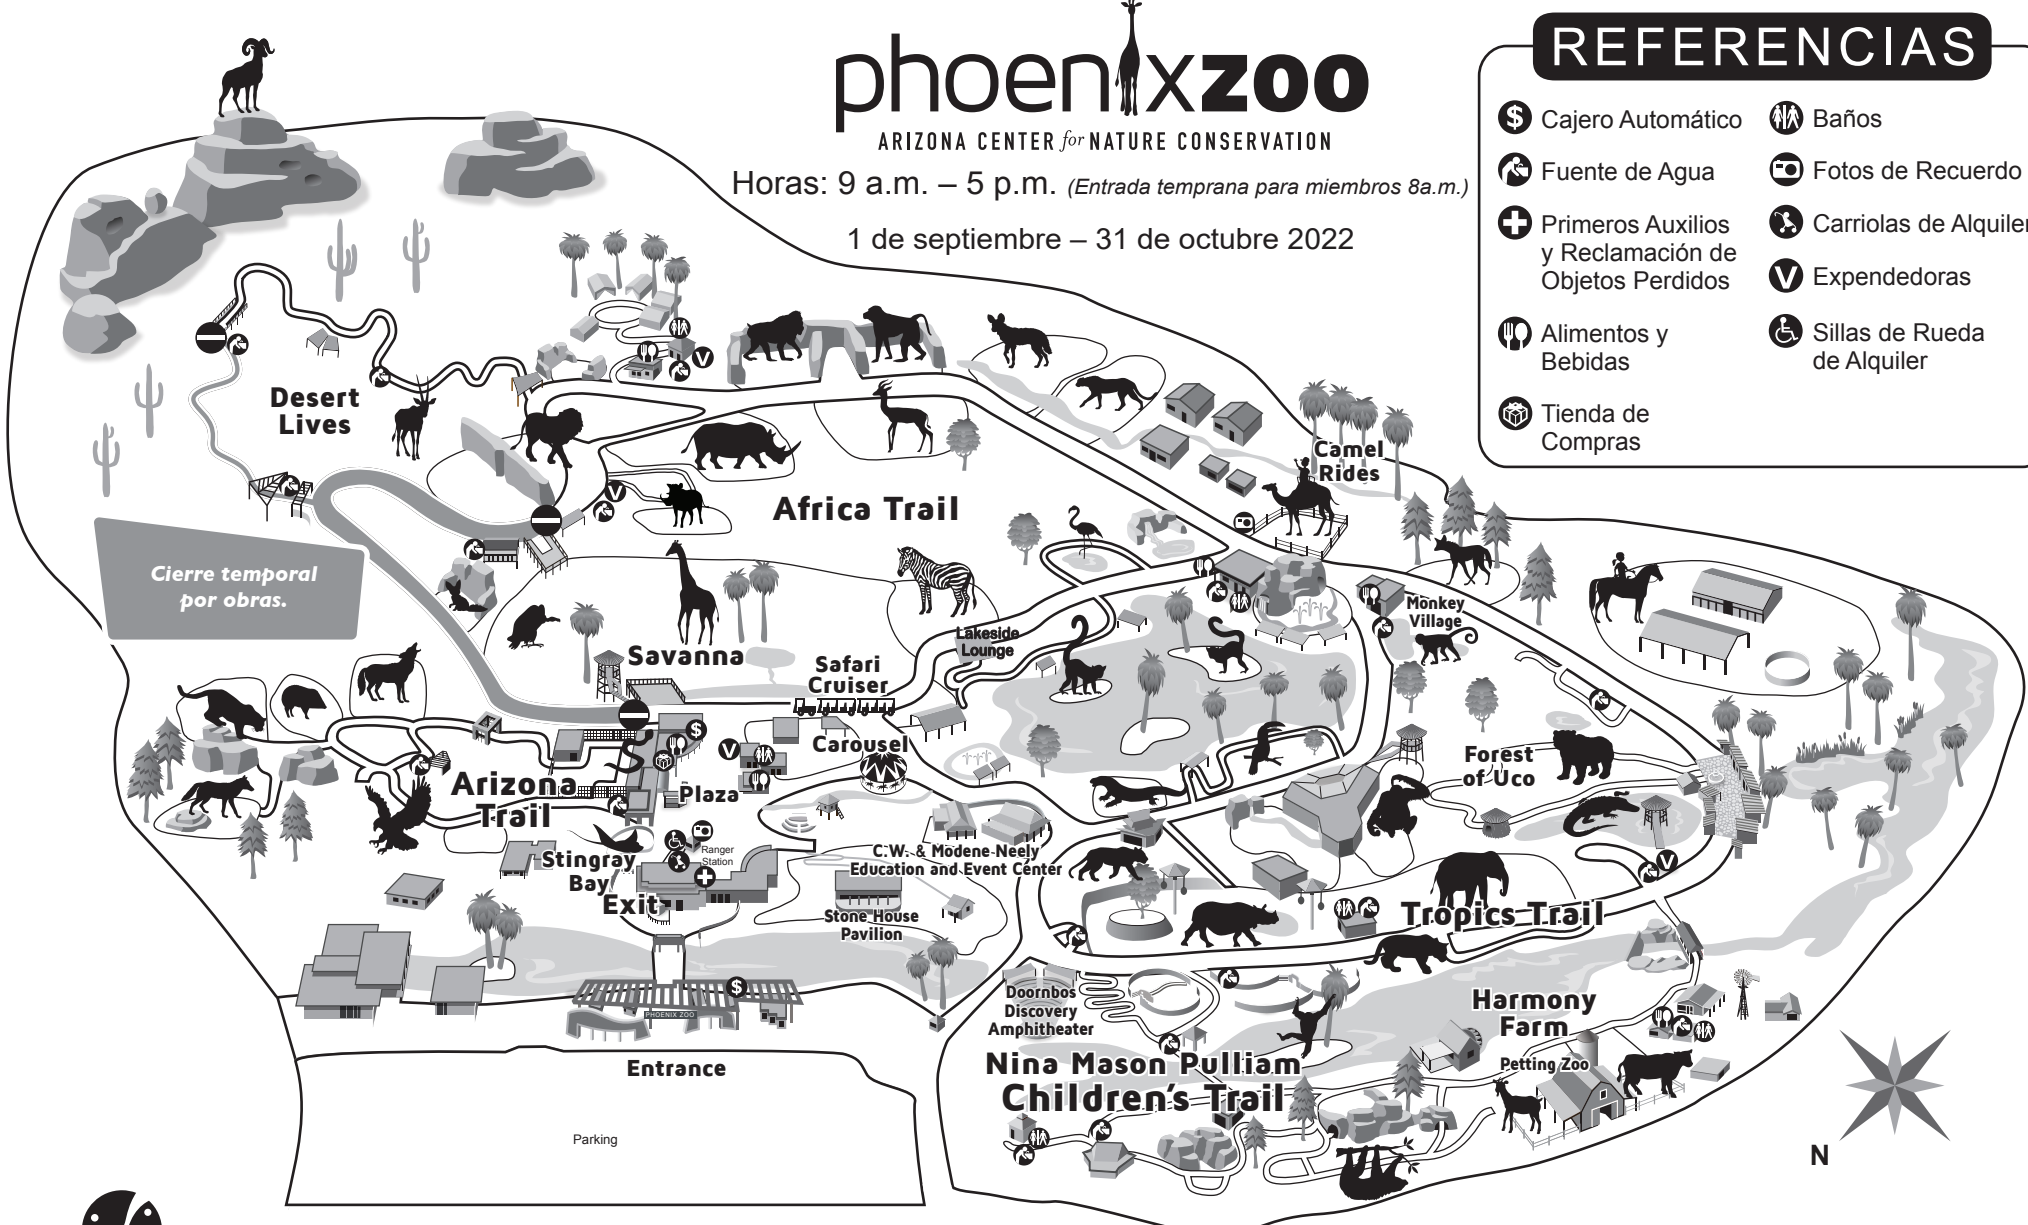 phoenixzoo
ARIZONA CENTER for NATURE CONSERVATION
Horas: 9 a.m. – 5 p.m. (Entrada temprana para miembros 8a.m.)
1 de septiembre – 31 de octubre 2022
REFERENCIAS
$ Cajero Automático
Fuente de Agua
Primeros Auxilios
y Reclamación de
Objetos Perdidos
Alimentos y
Bebidas
Tienda de
Compras
Baños
Fotos de Recuerdo
Carriolas de Alquiler
V Expendedoras
Sillas de Rueda
de Alquiler
V
Desert
Lives
Camel
Rides
V
Africa Trail
Cierre temporal
por obras.
Monkey
Village
Lakeside
Lounge
Savanna
Safari
Cruiser
$
V
Carousel
Forest
of Uco
Arizona
Trail
Plaza
Stingray
Bay
Ranger
Station
C.W. & Modene Neely
Education and Event Center
V
Exit
Stone House
Pavilion
Tropics Trail
$
PHOENIX ZOO
Doornbos
Discovery
Amphitheater
Harmony
Farm
Entrance
Nina Mason Pulliam
Children's Trail
Petting Zoo
Parking
N